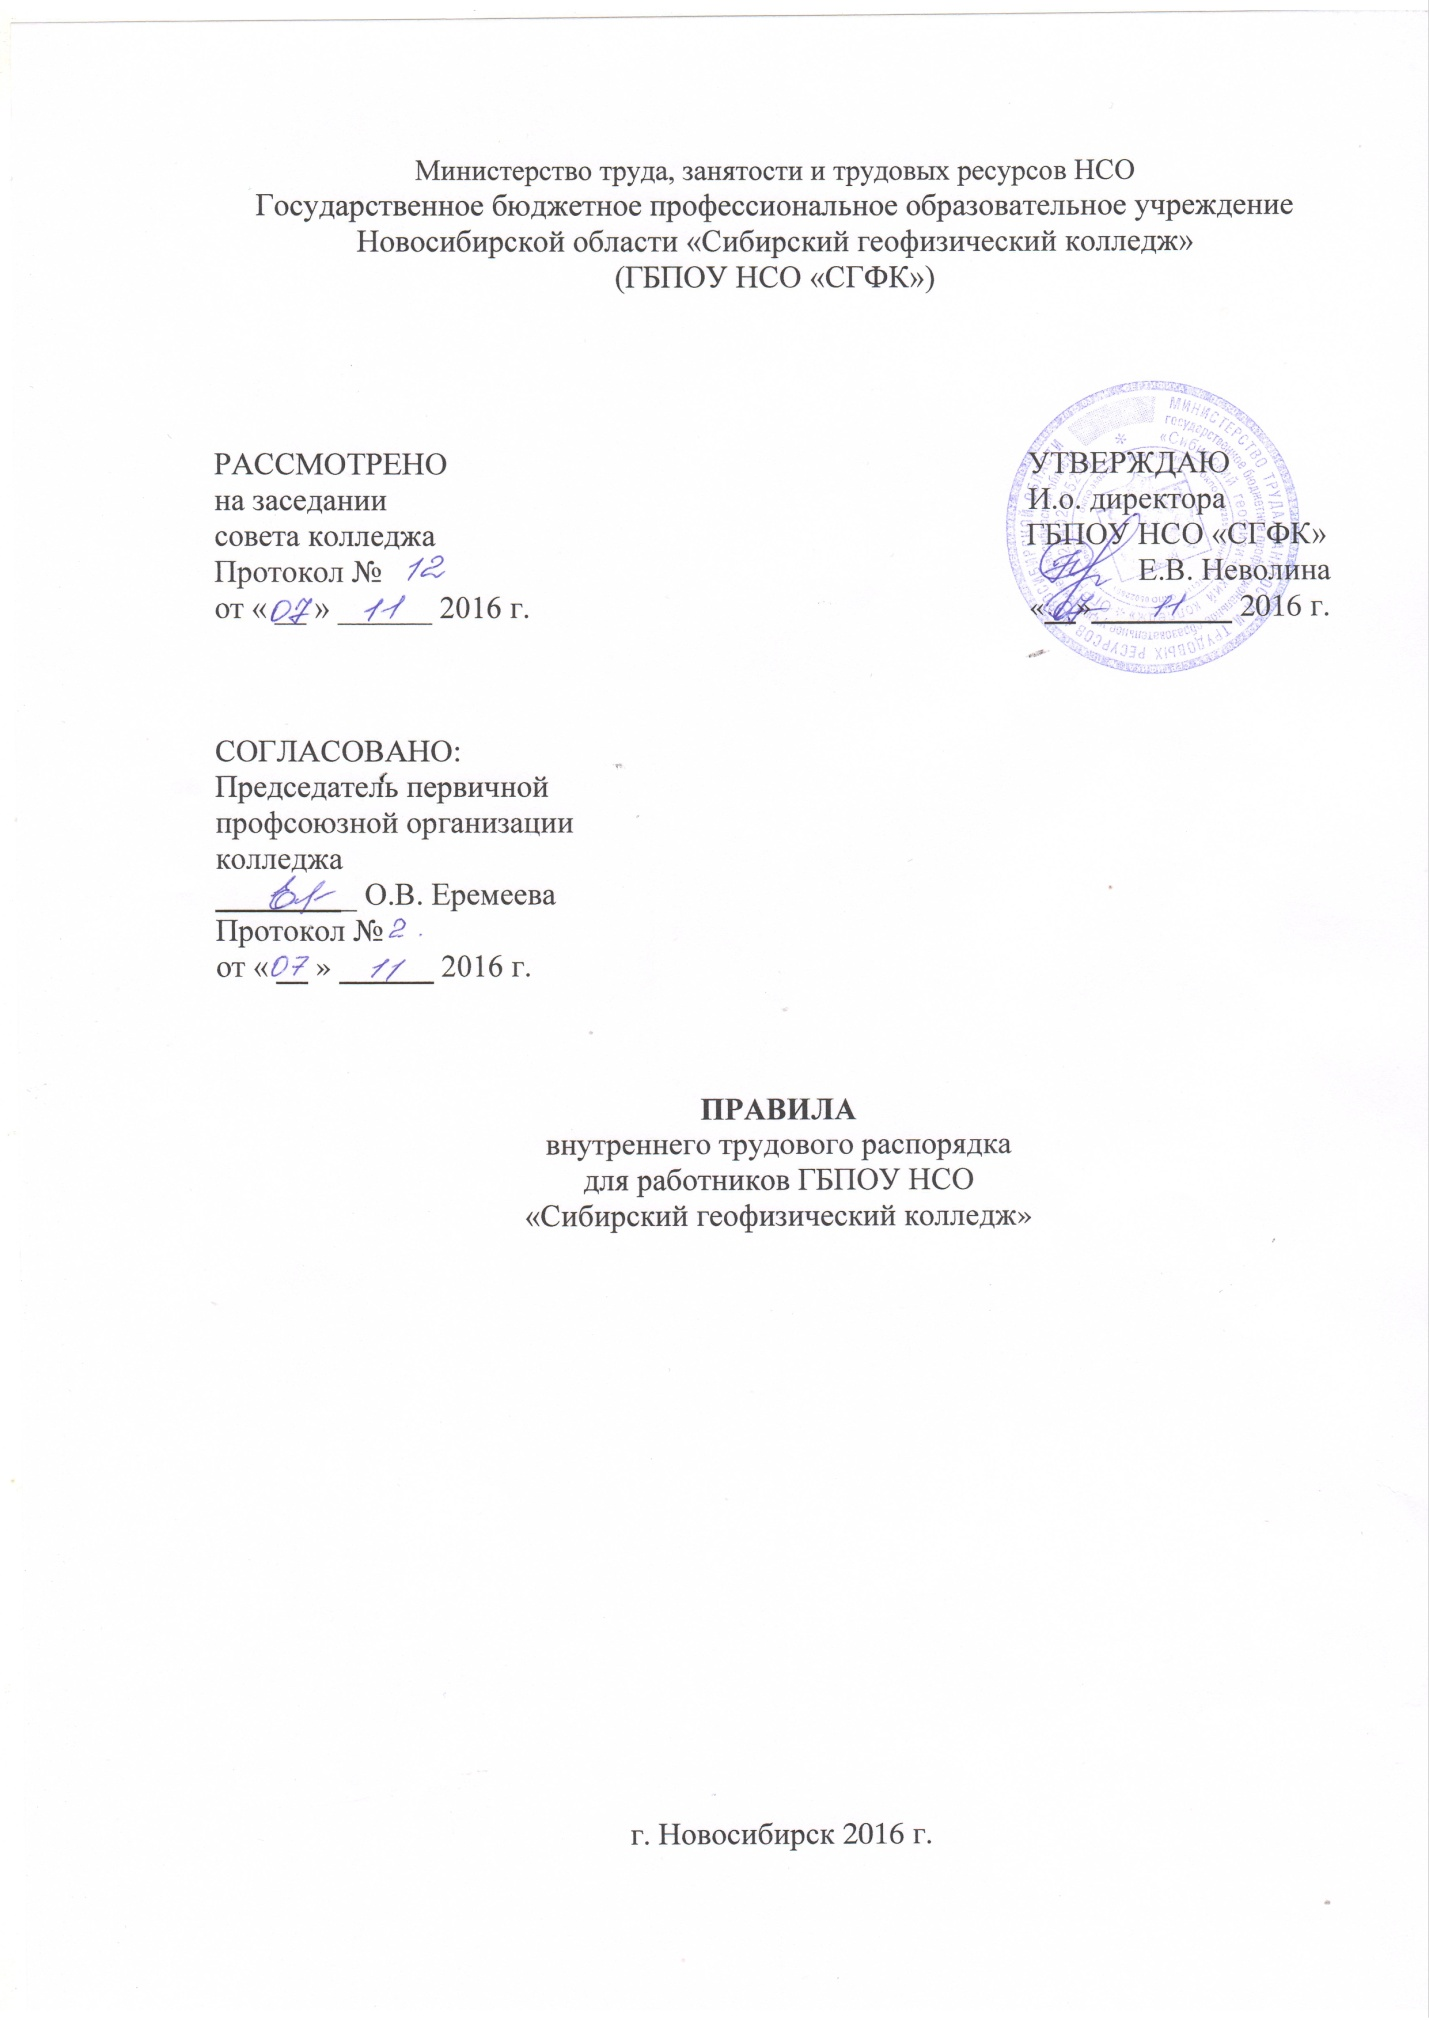 Министерство труда, занятости и трудовых ресурсов НСО
Государственное бюджетное профессиональное образовательное учреждение
Новосибирской области «Сибирский геофизический колледж»
(ГБПОУ НСО «СГФК»)
РАССМОТРЕНО
на заседании
совета колледжа
Протокол № 12
от «07» 11 2016 г.
УТВЕРЖДАЮ
И.о. директора
ГБПОУ НСО «СГФК»
Е.В. Неволина
«07» 11 2016 г.
СОГЛАСОВАНО:
Председатель первичной
профсоюзной организации
колледжа
О.В. Еремеева
Протокол № 2
от «07» 11 2016 г.
ПРАВИЛА
внутреннего трудового распорядка
для работников ГБПОУ НСО
«Сибирский геофизический колледж»
г. Новосибирск 2016 г.